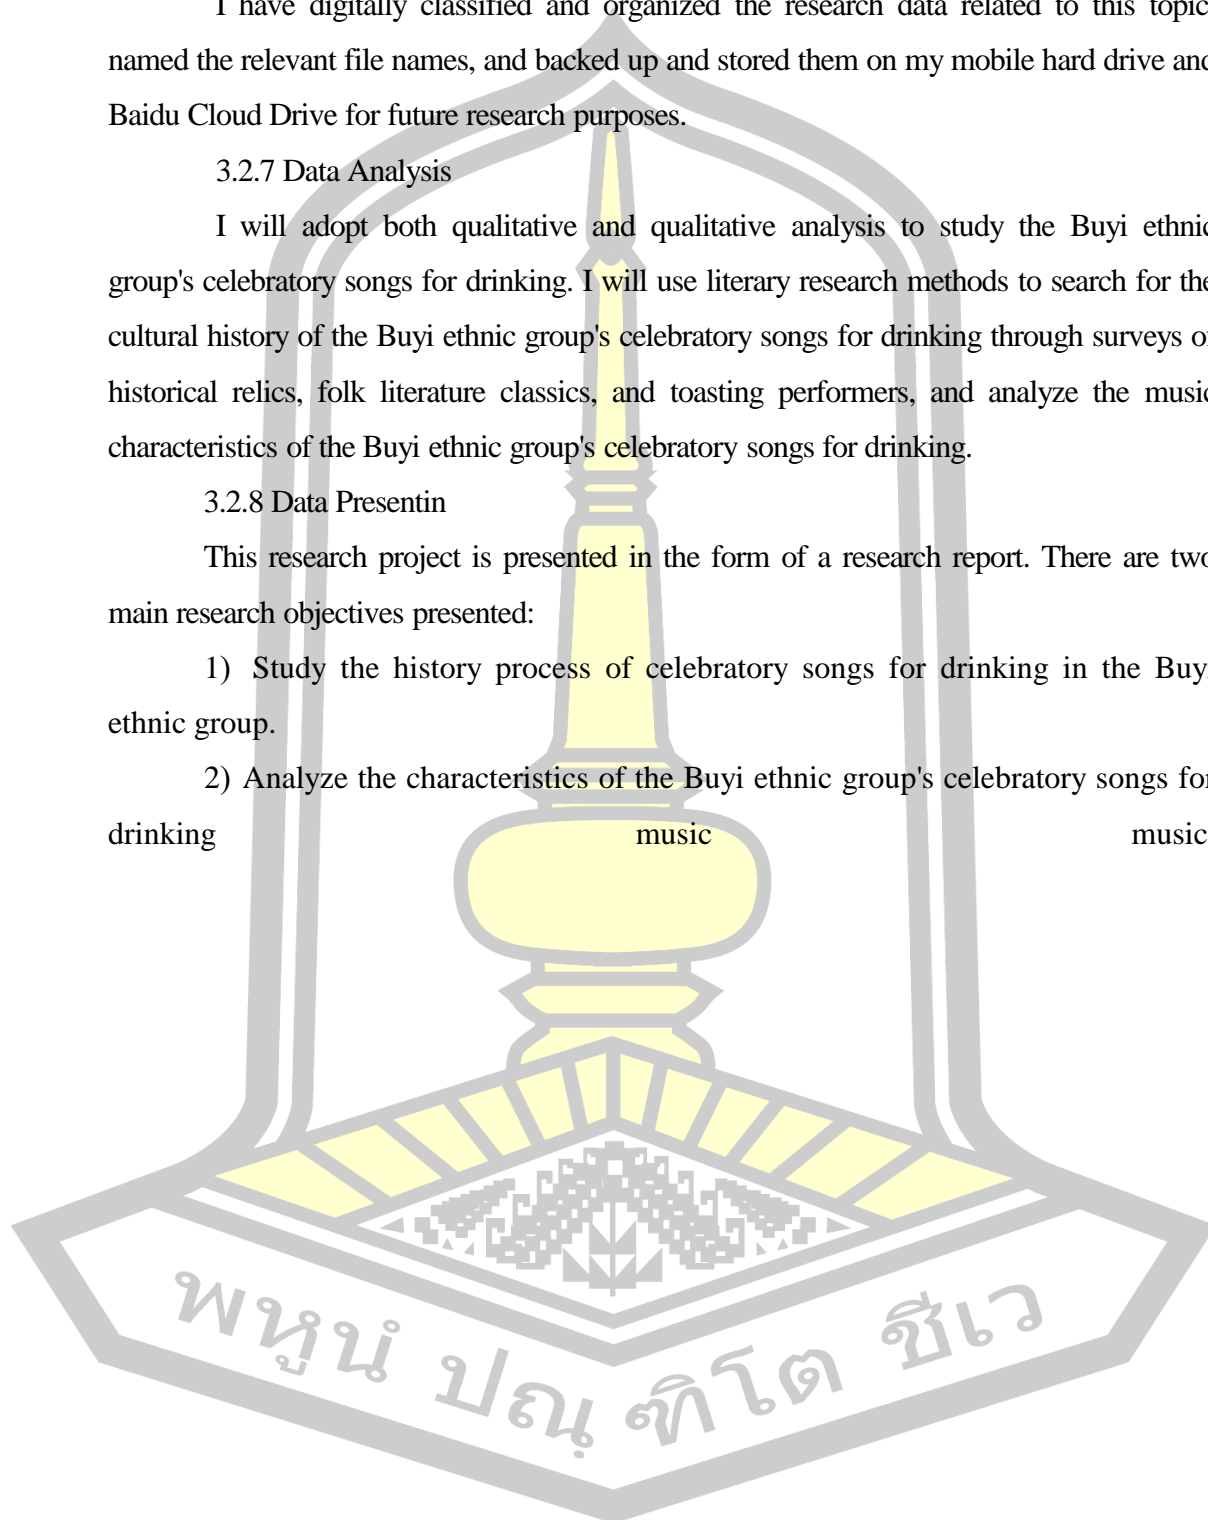 I have digitally classified and organized the research data related to this topic,
named the relevant file names, and backed up and stored them on my mobile hard drive and
Baidu Cloud Drive for future research purposes.
3.2.7 Data Analysis
I will adopt both qualitative and qualitative analysis to study the Buyi ethnic
group's celebratory songs for drinking. I will use literary research methods to search for the
cultural history of the Buyi ethnic group's celebratory songs for drinking through surveys of
historical relics, folk literature classics, and toasting performers, and analyze the music
characteristics of the Buyi ethnic group's celebratory songs for drinking.
3.2.8 Data Presentin
This research project is presented in the form of a research report. There are two
main research objectives presented:
1) Study the history process of celebratory songs for drinking in the Buyi
ethnic group.
2) Analyze the characteristics of the Buyi ethnic group's celebratory songs for
drinking music music
พหูนํ ปณฺฑิโต ชีเว